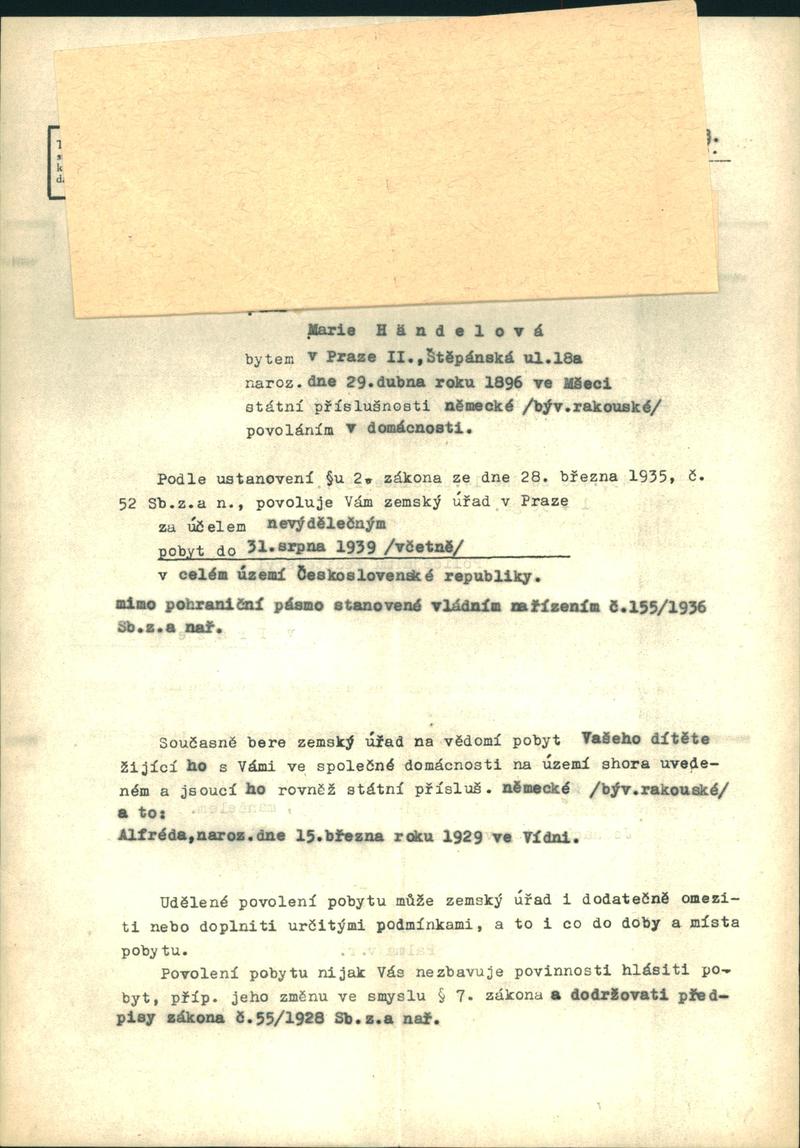 Marie Händelová
bytem v Praze II.,Štěpánská ul.18a
naroz. dne 29.dubna roku 1896 ve Mšeci
státní příslušnosti německé /býv.rakouské/
povoláním v domácnosti.
Podle ustanovení §u 2. zákona ze dne 28. března 1935, č.
52 Sb.z.a n., povoluje Vám zemský úřad v Praze
za účelem nevýdělečným
pobyt do 31.srpna 1939 /včetně/
v celém území Československé republiky.
mimo pohraniční pásmo stanovené vládním nařízením č.155/1936
Sb.z.a nař.
Současně bere zemský úřad na vědomí pobyt Vašeho dítěte
žijící ho s Vámi ve společné domácnosti na území shora uvede-
ném a jsoucí ho rovněž státní přísluš. německé /býv.rakouské/
a to:
Alfréda,naroz.dne 15.března roku 1929 ve Vídni.
Udělené povolení pobytu může zemský úřad i dodatečně omezi-
ti nebo doplniti určitými podmínkami, a to i co do doby a místa
pobytu.
Povolení pobytu nijak Vás nezbavuje povinnosti hlásiti po-
byt, příp. jeho změnu ve smyslu § 7. zákona a dodržovati před-
pisy zákona č.55/1928 Sb.z.a nař.